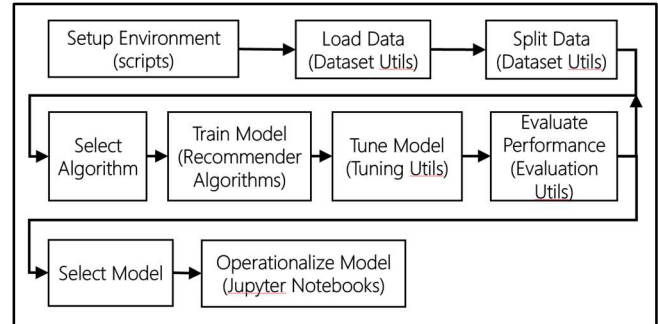 Setup Environment
(scripts)
Load Data
(Dataset Utils)
Split Data
(Dataset Utils)
Select
Algorithm
Train Model
(Recommender
Algorithms)
Tune Model
(Tuning Utils)
Evaluate
Performance
(Evaluation
Utils)
Select Model
Operationalize Model
(Jupyter Notebooks)